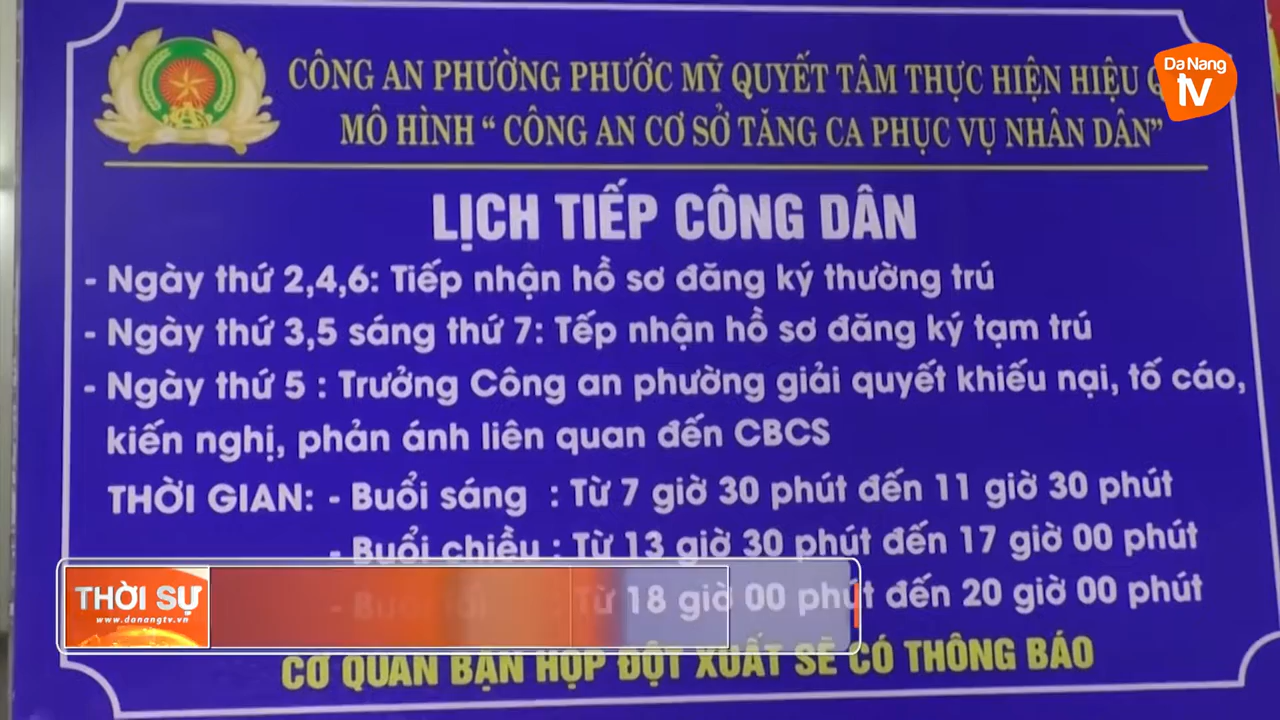 CÔNG AN PHƯỜNG PHƯỚC MỸ QUYẾT TÂM THỰC HIỆN HIỆU
Da Nang
tv
MÔ HÌNH “ CÔNG AN CƠ SỞ TĂNG CA PHỤC VỤ NHÂN DÂN”
LỊCH TIẾP CÔNG DÂN
- Ngày thứ 2,4,6: Tiếp nhận hồ sơ đăng ký thường trú
- Ngày thứ 3,5 sáng thứ 7: Tếp nhận hồ sơ đăng ký tạm trú
- Ngày thứ 5 : Trưởng Công an phường giải quyết khiếu nại, tố cáo,
kiến nghị, phản ánh liên quan đến CBCS
THỜI GIAN: - Buổi sáng : Từ 7 giờ 30 phút đến 11 giờ 30 phút
- Buổi chiều : Từ 13 giờ 30 phút đến 17 giờ 00 phút
Từ 18 giờ 00 phút đến 20 giờ 00 phút
THỜI SỰ
www.danangtv.vn
CƠ QUAN BẬN HỌP ĐỘT XUẤT SẼ CÓ THÔNG BÁO